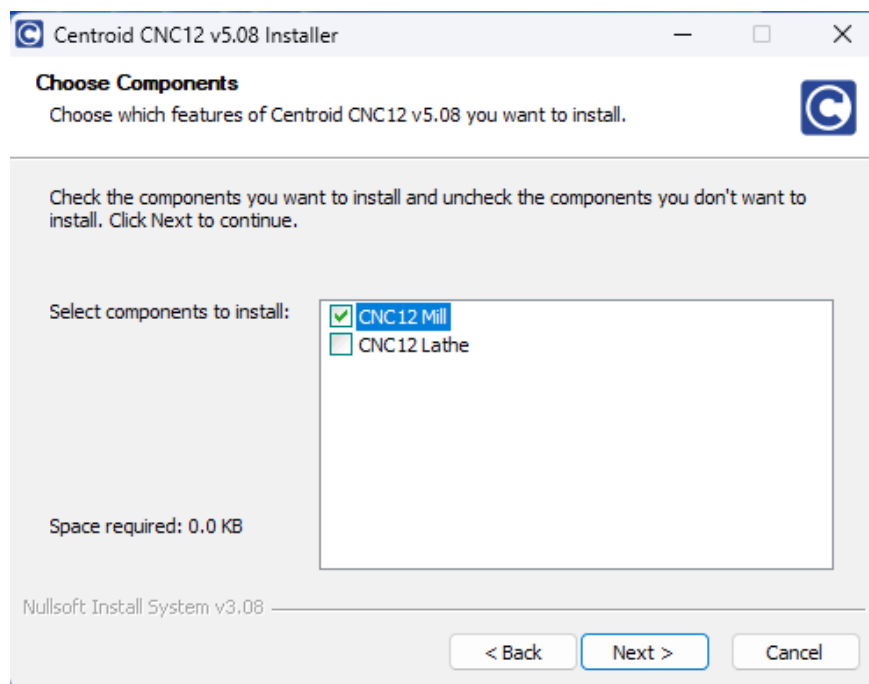 Centroid CNC12 v5.08 Installer
Choose Components
Choose which features of Centroid CNC12 v5.08 you want to install.
Check the components you want to install and uncheck the components you don't want to
install. Click Next to continue.
Select components to install:
CNC12 Mill
CNC12 Lathe
Space required: 0.0 KB
Nullsoft Install System v3.08
< Back
Next >
Cancel